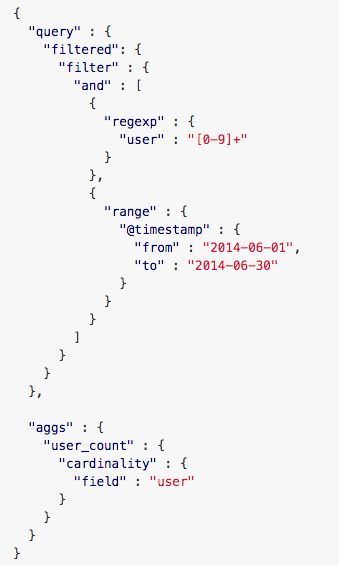 {
  "query" : {
    "filtered": {
      "filter" : {
        "and" : [
          {
            "regexp" : {
              "user" : "[0-9]+"
            }
          },
          {
            "range" : {
              "@timestamp" : {
                "from" : "2014-06-01",
                "to" : "2014-06-30"
              }
            }
          }
        ]
      }
    }
  },

  "aggs" : {
    "user_count" : {
      "cardinality" : {
        "field" : "user"
      }
    }
  }
}